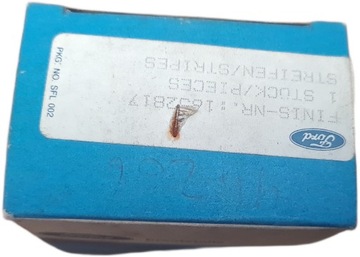 FINIS-NR.:1652817
1 STÜCK/PIECES
STREIFEN/STRIPES
Ford
PKG NO. SFL 002